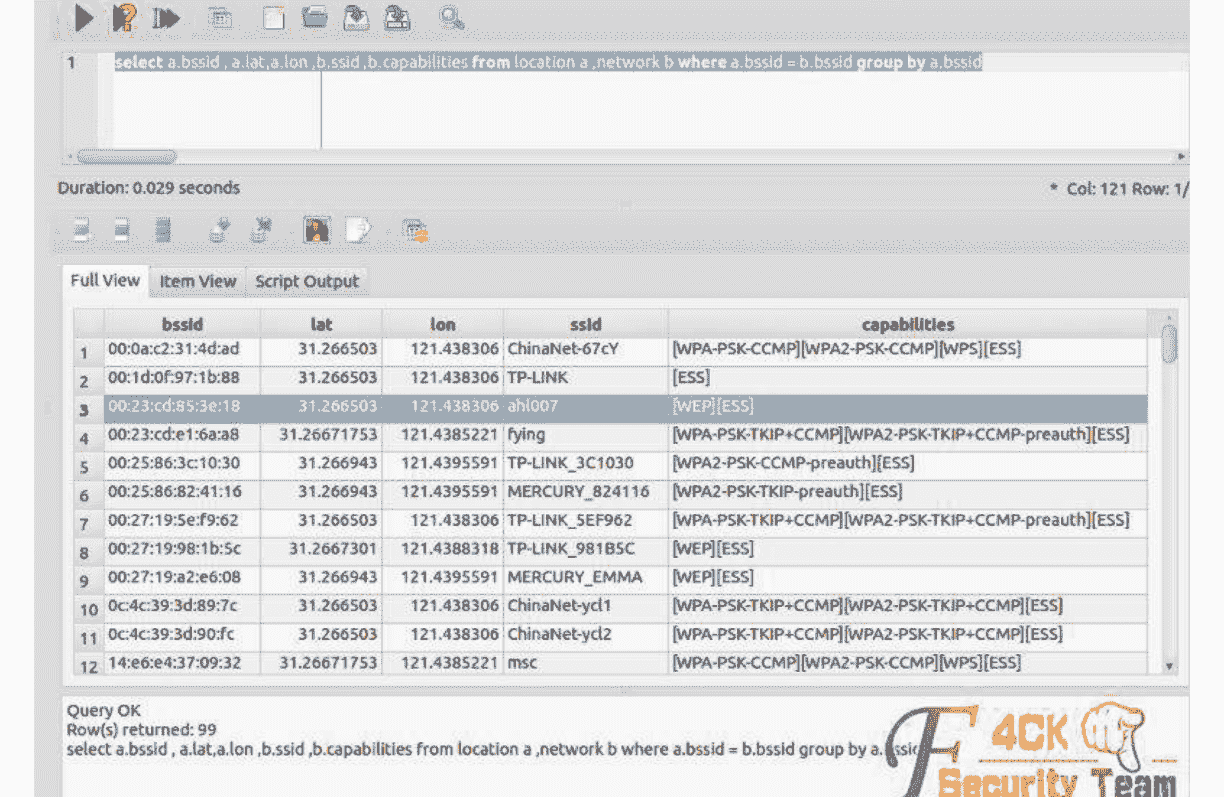 1 select a.bssid , a.lat,a.lon ,b.ssid ,b.capabilities from location a ,network b where a.bssid = b.bssid group by a.bssid
Duration: 0.029 seconds * Col: 121 Row: 1/
Full View Item View Script Output
bssid lat lon ssid capabilities
1 00:0a:c2:31:4d:ad 31.266503 121.438306 ChinaNet-67cY [WPA-PSK-CCMP][WPA2-PSK-CCMP][WPS][ESS]
2 00:1d:0f:97:1b:88 31.266503 121.438306 TP-LINK [ESS]
3 00:23:cd:85:3e:18 31.266503 121.438306 ahl007 [WEP][ESS]
4 00:23:cd:e1:6a:a8 31.26671753 121.4385221 fying [WPA-PSK-TKIP+CCMP][WPA2-PSK-TKIP+CCMP-preauth][ESS]
5 00:25:86:3c:10:30 31.266943 121.4395591 TP-LINK_3C1030 [WPA2-PSK-CCMP-preauth][ESS]
6 00:25:86:82:41:16 31.266943 121.4395591 MERCURY_824116 [WPA2-PSK-TKIP-preauth][ESS]
7 00:27:19:5e:f9:62 31.266503 121.438306 TP-LINK_5EF962 [WPA-PSK-TKIP+CCMP][WPA2-PSK-TKIP+CCMP-preauth][ESS]
8 00:27:19:98:1b:5c 31.2667301 121.4388318 TP-LINK_981B5C [WEP][ESS]
9 00:27:19:a2:e6:08 31.266943 121.4395591 MERCURY_EMMA [WEP][ESS]
10 0c:4c:39:3d:89:7c 31.266503 121.438306 ChinaNet-ycl1 [WPA-PSK-TKIP+CCMP][WPA2-PSK-TKIP+CCMP][ESS]
11 0c:4c:39:3d:90:fc 31.266503 121.438306 ChinaNet-ycl2 [WPA-PSK-TKIP+CCMP][WPA2-PSK-TKIP+CCMP][ESS]
12 14:e6:e4:37:09:32 31.26671753 121.4385221 msc [WPA-PSK-CCMP][WPA2-PSK-CCMP][WPS][ESS]
Query OK
Row(s) returned: 99
select a.bssid , a.lat,a.lon ,b.ssid ,b.capabilities from location a ,network b where a.bssid = b.bssid group by a.bssid
F4CK
Security Team